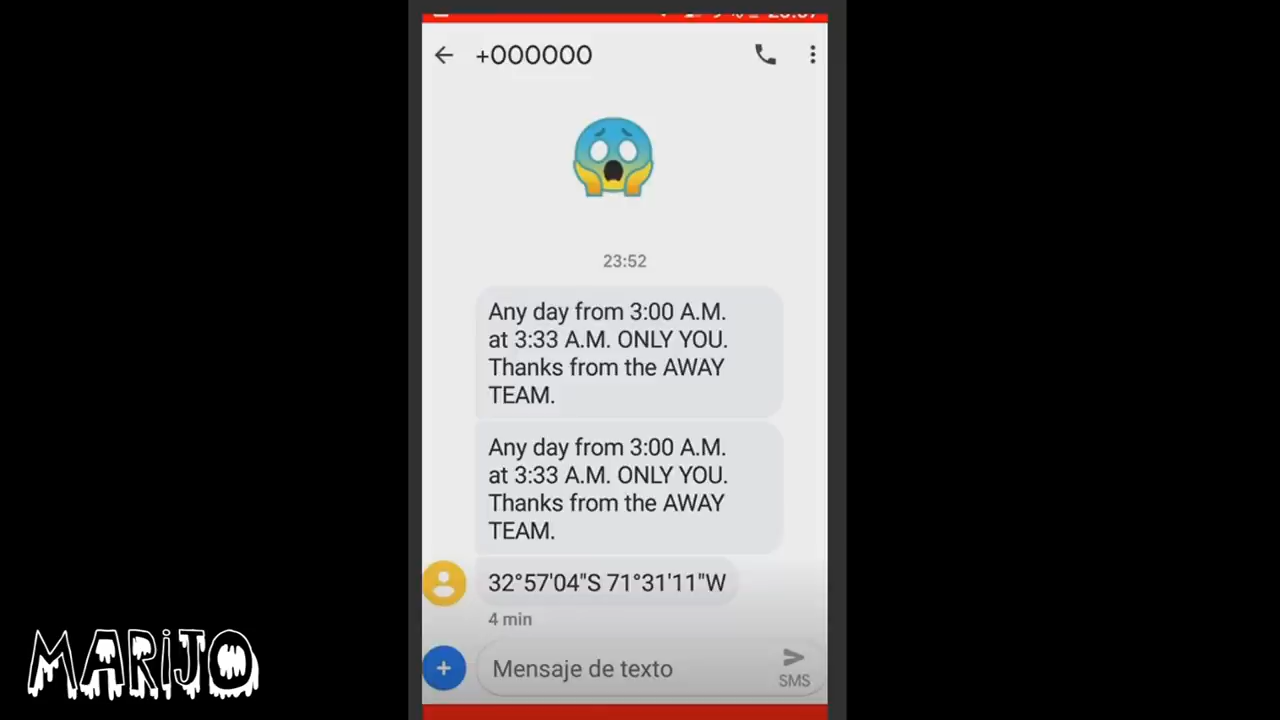 +000000
23:52
Any day from 3:00 A.M.
at 3:33 A.M. ONLY YOU.
Thanks from the AWAY
TEAM.
Any day from 3:00 A.M.
at 3:33 A.M. ONLY YOU.
Thanks from the AWAY
TEAM.
32°57'04"S 71°31'11"W
4 min
Mensaje de texto
SMS
MARiJO